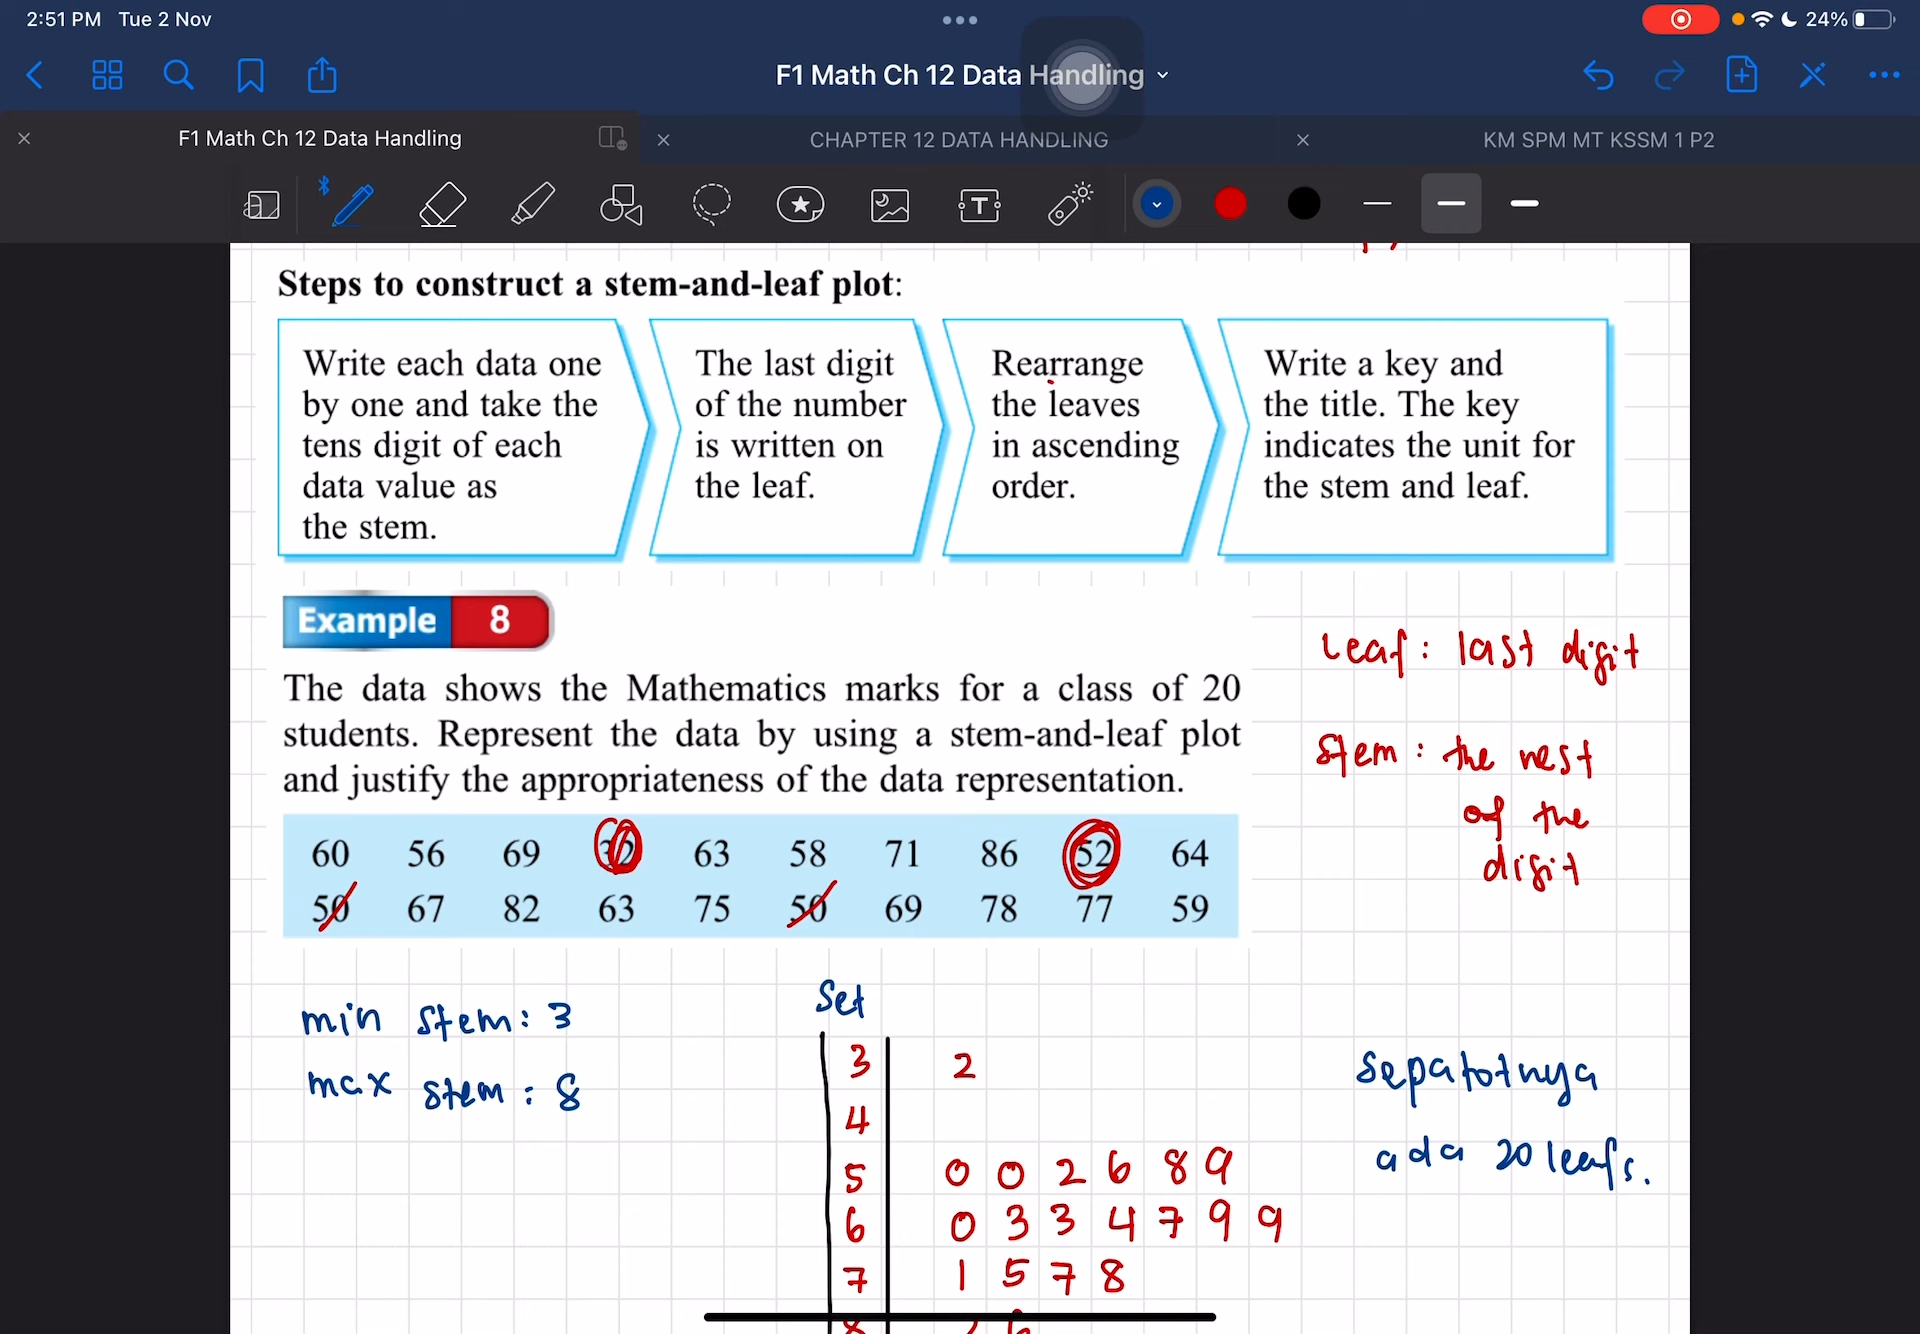 2:51 PM Tue 2 Nov
24%
F1 Math Ch 12 Data Handling
F1 Math Ch 12 Data Handling
CHAPTER 12 DATA HANDLING
KM SPM MT KSSM 1 P2
Steps to construct a stem-and-leaf plot:
Write each data one
by one and take the
tens digit of each
data value as
the stem.
The last digit
of the number
is written on
the leaf.
Rearrange
the leaves
in ascending
order.
Write a key and
the title. The key
indicates the unit for
the stem and leaf.
Example 8
The data shows the Mathematics marks for a class of 20
students. Represent the data by using a stem-and-leaf plot
and justify the appropriateness of the data representation.
60 56 69 32 63 58 71 86 52 64
50 67 82 63 75 50 69 78 77 59
Leaf : last digit
Stem : the rest
of the
digit
min stem: 3
max stem : 8
Set
3 2
4
5 0 0 2 6 8 9
6 0 3 3 4 7 9 9
7 1 5 7 8
8 2 6
Sepatotnya
ada 20 leafs.